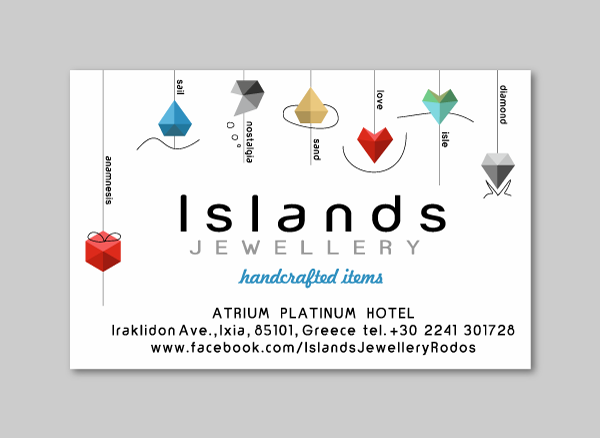 anamnesis
sail
nostalgia
sand
love
isle
diamond
Islands
JEWELLERY
handcrafted items
ATRIUM PLATINUM HOTEL
Iraklidon Ave., Ixia, 85101, Greece tel. +30 2241 301728
www.facebook.com/IslandsJewelleryRodos